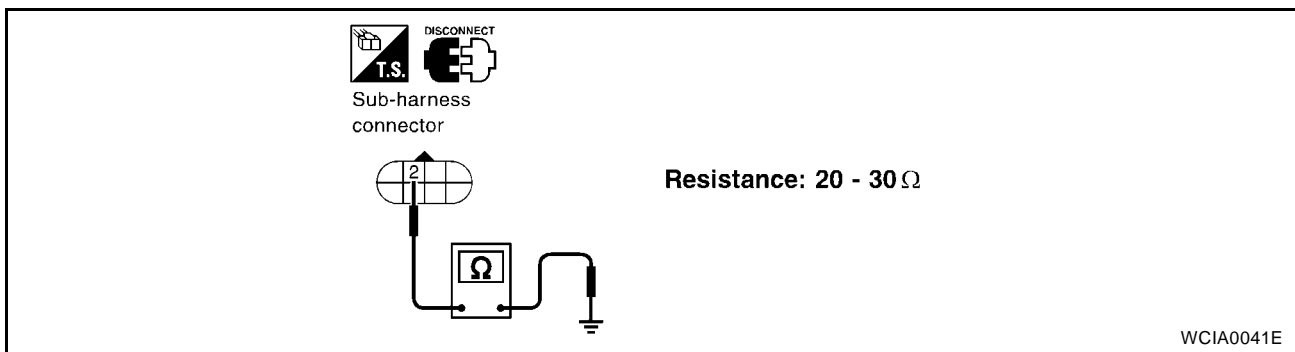 DISCONNECT
T.S.
Sub-harness
connector
2
Resistance: 20 - 30 Ω
Ω
WCIA0041E